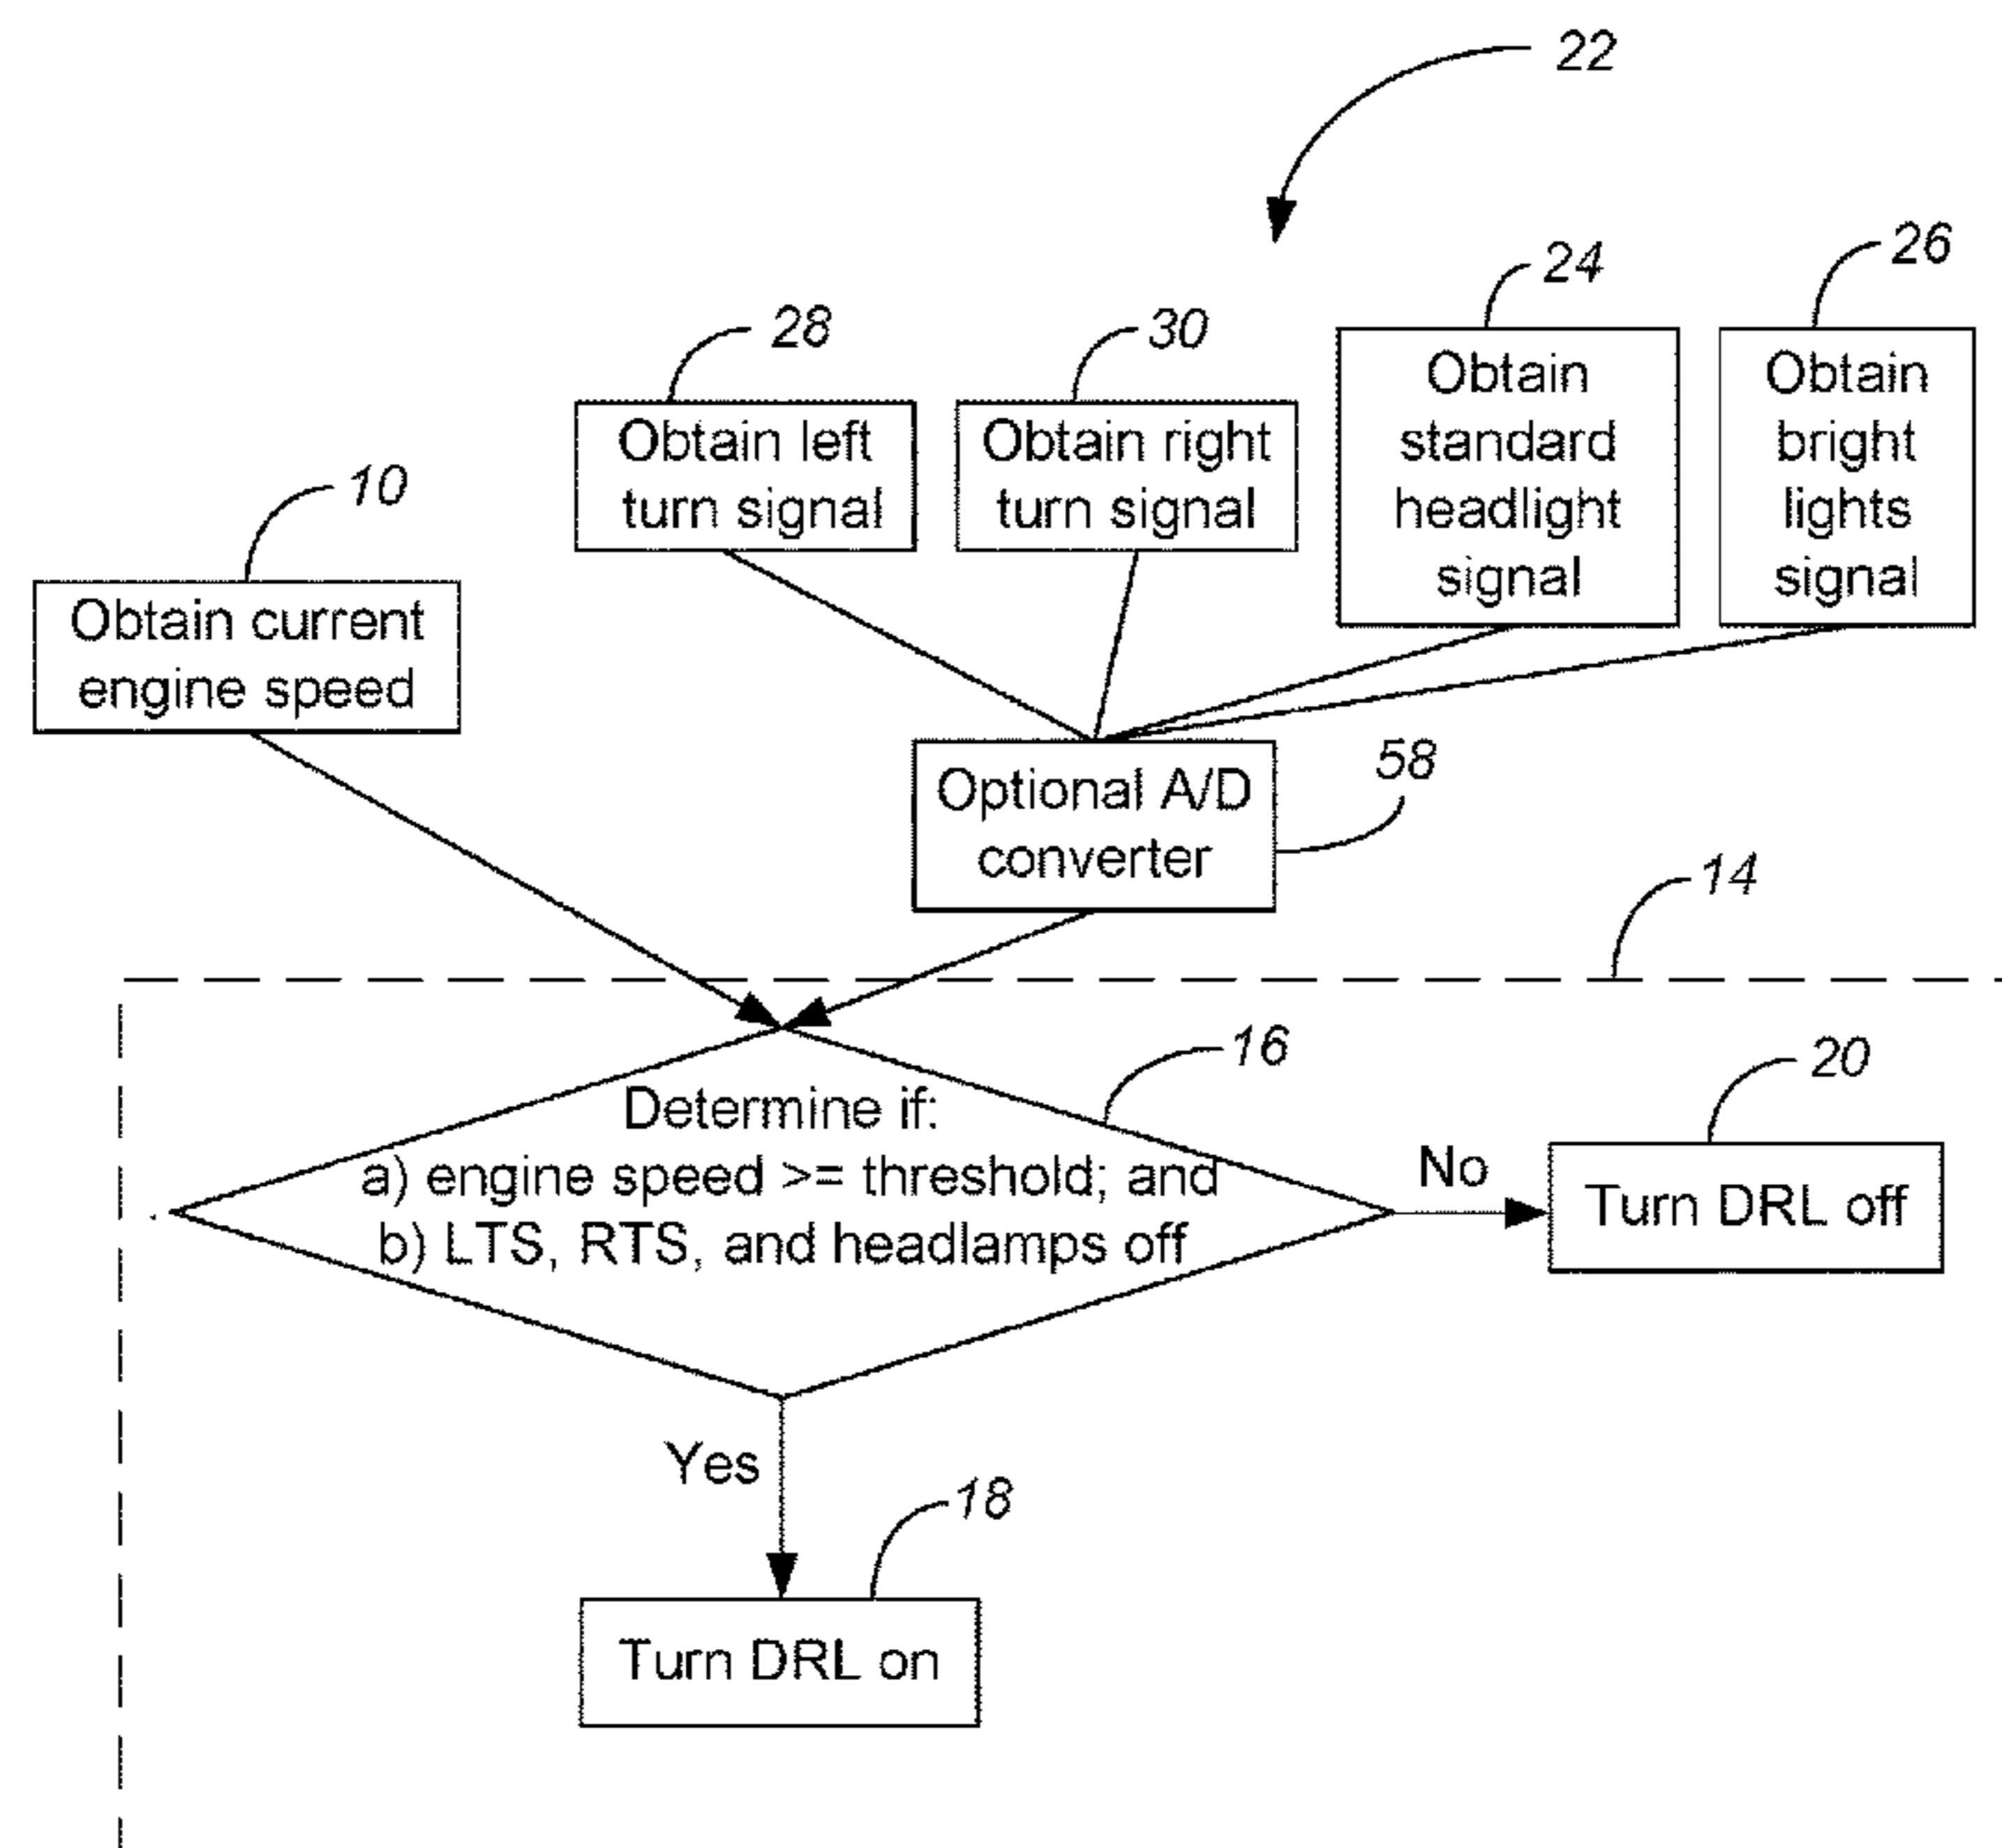 22
24
26
28
30
10
Obtain left
turn signal
Obtain right
turn signal
Obtain
standard
headlight
signal
Obtain
bright
lights
signal
Obtain current
engine speed
Optional A/D
converter
58
14
16
20
Determine if:
a) engine speed >= threshold; and
b) LTS, RTS, and headlamps off
No
Turn DRL off
Yes
18
Turn DRL on